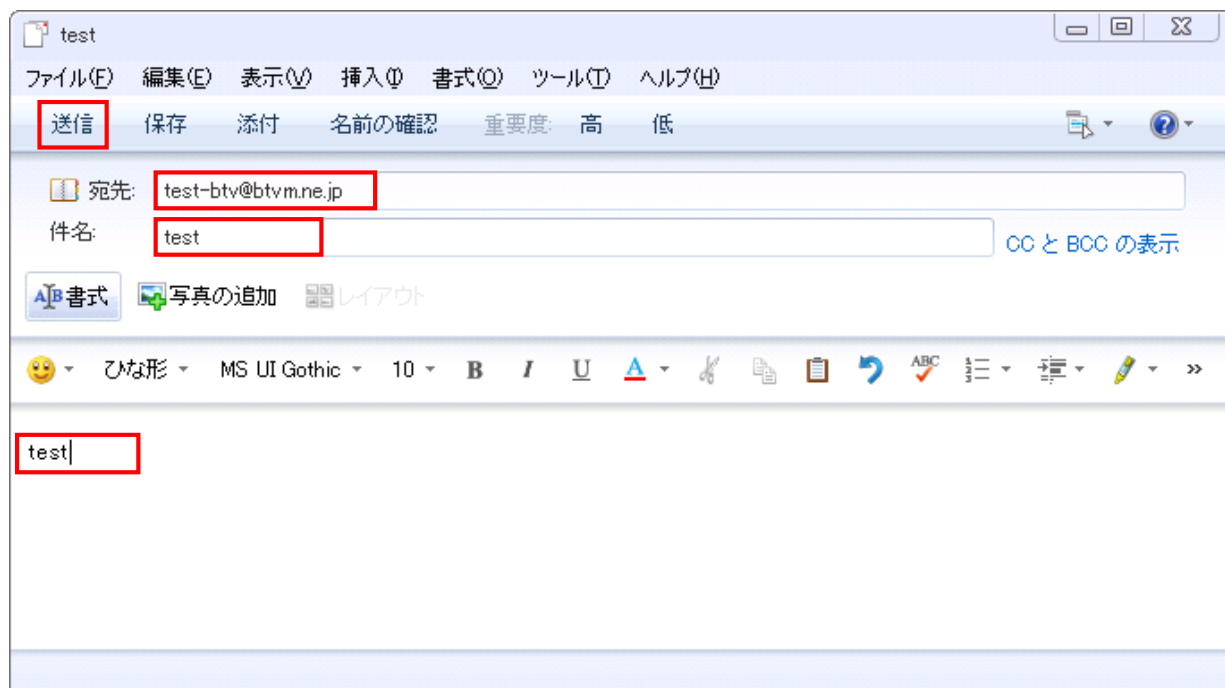 test
ファイル(F) 編集(E) 表示(V) 挿入(I) 書式(O) ツール(T) ヘルプ(H)
送信 保存 添付 名前の確認 重要度: 高 低
宛先: test-btv@btvm.ne.jp
件名: test CC と BCC の表示
書式 写真の追加 レイアウト
ひな形 MS UI Gothic 10 B I U A ABC
test